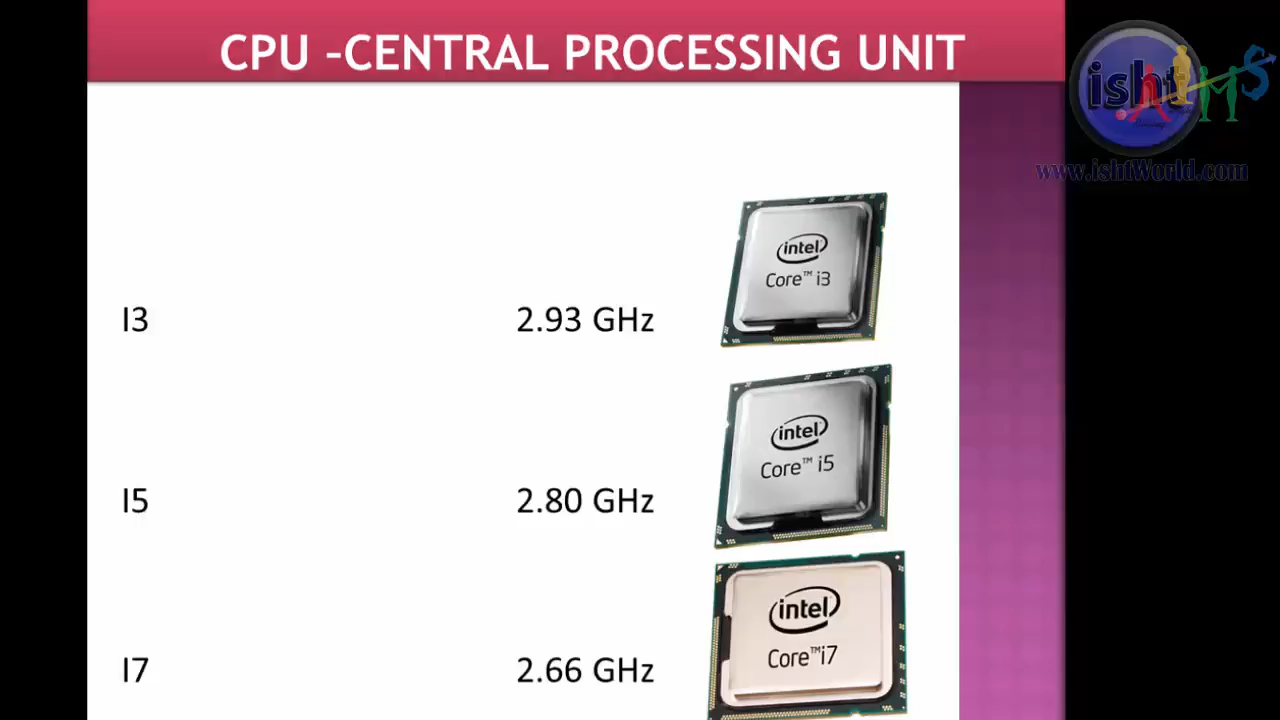 CPU –CENTRAL PROCESSING UNIT
isht
www.ishtWorld.com
intel
Core™ i3
I3 2.93 GHz
intel
Core™ i5
I5 2.80 GHz
intel
Core™i7
I7 2.66 GHz